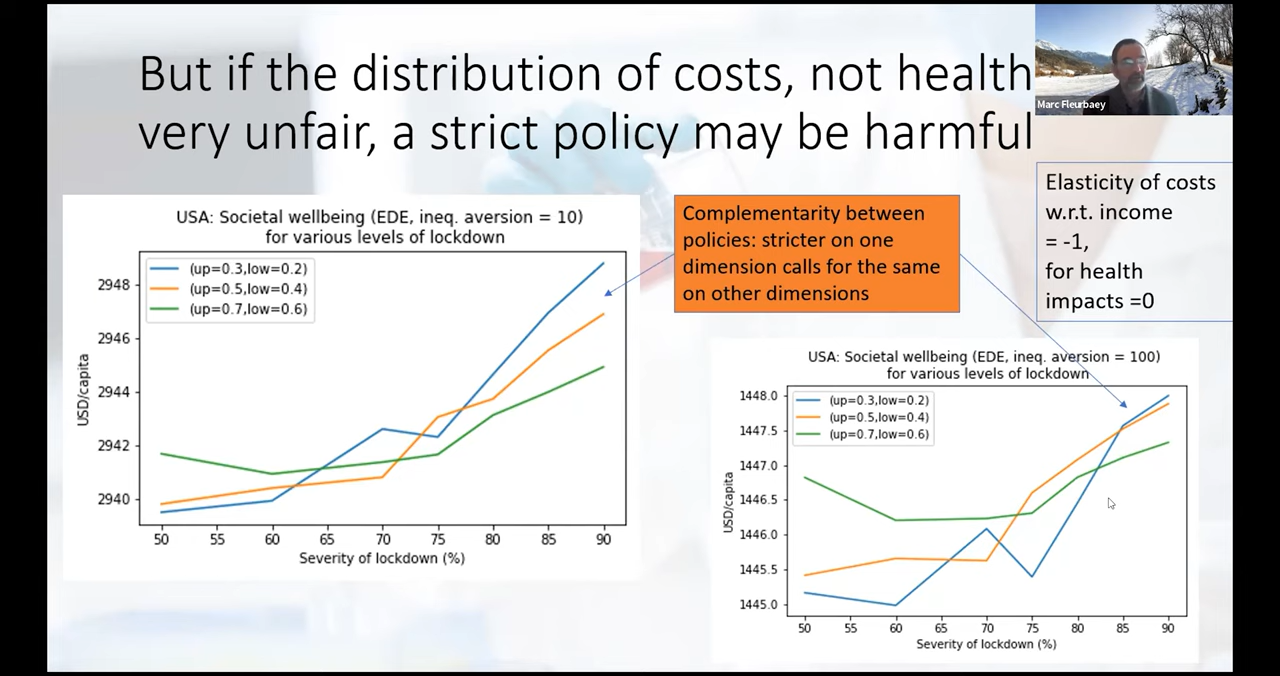 But if the distribution of costs, not health
very unfair, a strict policy may be harmful
Marc Fleurbaey
Elasticity of costs
w.r.t. income
= -1,
for health
impacts =0
Complementarity between
policies: stricter on one
dimension calls for the same
on other dimensions
USA: Societal wellbeing (EDE, ineq. aversion = 10)
for various levels of lockdown
(up=0.3,low=0.2)
(up=0.5,low=0.4)
(up=0.7,low=0.6)
USD/capita
2948
2946
2944
2942
2940
50 55 60 65 70 75 80 85 90
Severity of lockdown (%)
USA: Societal wellbeing (EDE, ineq. aversion = 100)
for various levels of lockdown
(up=0.3,low=0.2)
(up=0.5,low=0.4)
(up=0.7,low=0.6)
USD/capita
1448.0
1447.5
1447.0
1446.5
1446.0
1445.5
1445.0
50 55 60 65 70 75 80 85 90
Severity of lockdown (%)